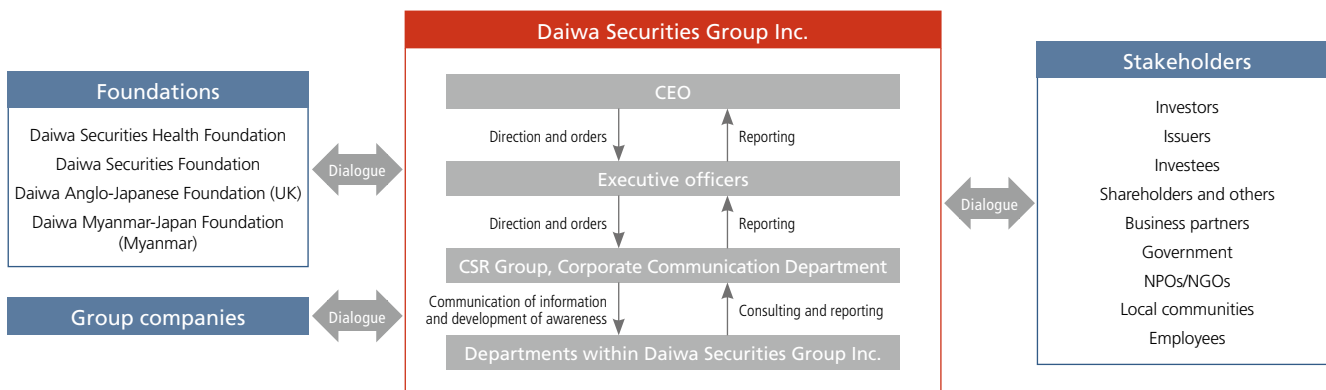 Foundations
Daiwa Securities Health Foundation
Daiwa Securities Foundation
Daiwa Anglo-Japanese Foundation (UK)
Daiwa Myanmar-Japan Foundation
(Myanmar)
Group companies
Dialogue
Dialogue
Daiwa Securities Group Inc.
CEO
Direction and orders
Reporting
Executive officers
Direction and orders
Reporting
CSR Group, Corporate Communication Department
Communication of information
and development of awareness
Consulting and reporting
Departments within Daiwa Securities Group Inc.
Dialogue
Stakeholders
Investors
Issuers
Investees
Shareholders and others
Business partners
Government
NPOs/NGOs
Local communities
Employees